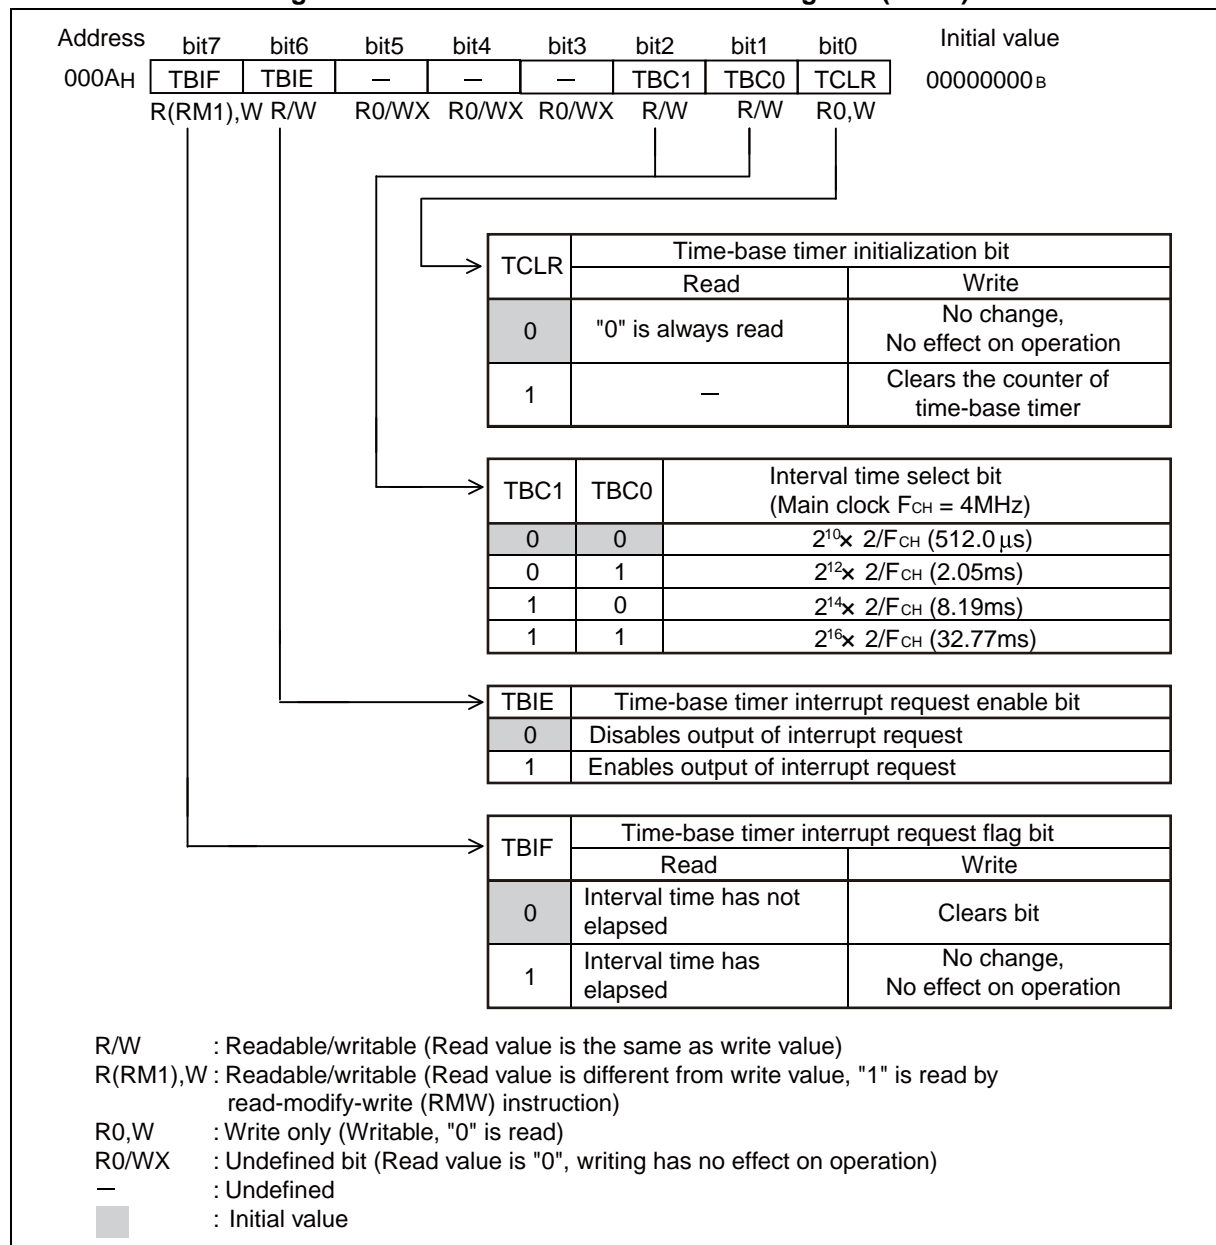 Address bit7 bit6 bit5 bit4 bit3 bit2 bit1 bit0 Initial value
000AH TBIF TBIE — — — TBC1 TBC0 TCLR 00000000B
R(RM1),W R/W R0/WX R0/WX R0/WX R/W R/W R0,W
TCLR Time-base timer initialization bit
Read Write
0 "0" is always read No change,
No effect on operation
1 — Clears the counter of
time-base timer
TBC1 TBC0 Interval time select bit
(Main clock FCH = 4MHz)
0 0 2¹⁰× 2/FCH (512.0 μs)
0 1 2¹²× 2/FCH (2.05ms)
1 0 2¹⁴× 2/FCH (8.19ms)
1 1 2¹⁶× 2/FCH (32.77ms)
TBIE Time-base timer interrupt request enable bit
0 Disables output of interrupt request
1 Enables output of interrupt request
TBIF Time-base timer interrupt request flag bit
Read Write
0 Interval time has not
elapsed Clears bit
1 Interval time has
elapsed No change,
No effect on operation
R/W : Readable/writable (Read value is the same as write value)
R(RM1),W : Readable/writable (Read value is different from write value, "1" is read by
read-modify-write (RMW) instruction)
R0,W : Write only (Writable, "0" is read)
R0/WX : Undefined bit (Read value is "0", writing has no effect on operation)
— : Undefined
: Initial value